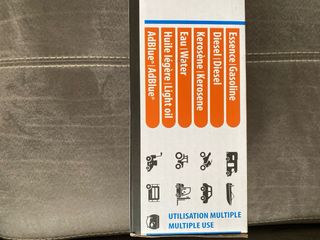 Essence | Gasoline
Diesel | Diesel
Kerosène | Kerosene
Eau | Water
Huile légère | Light oil
AdBlue® | AdBlue®
UTILISATION MULTIPLE
MULTIPLE USE